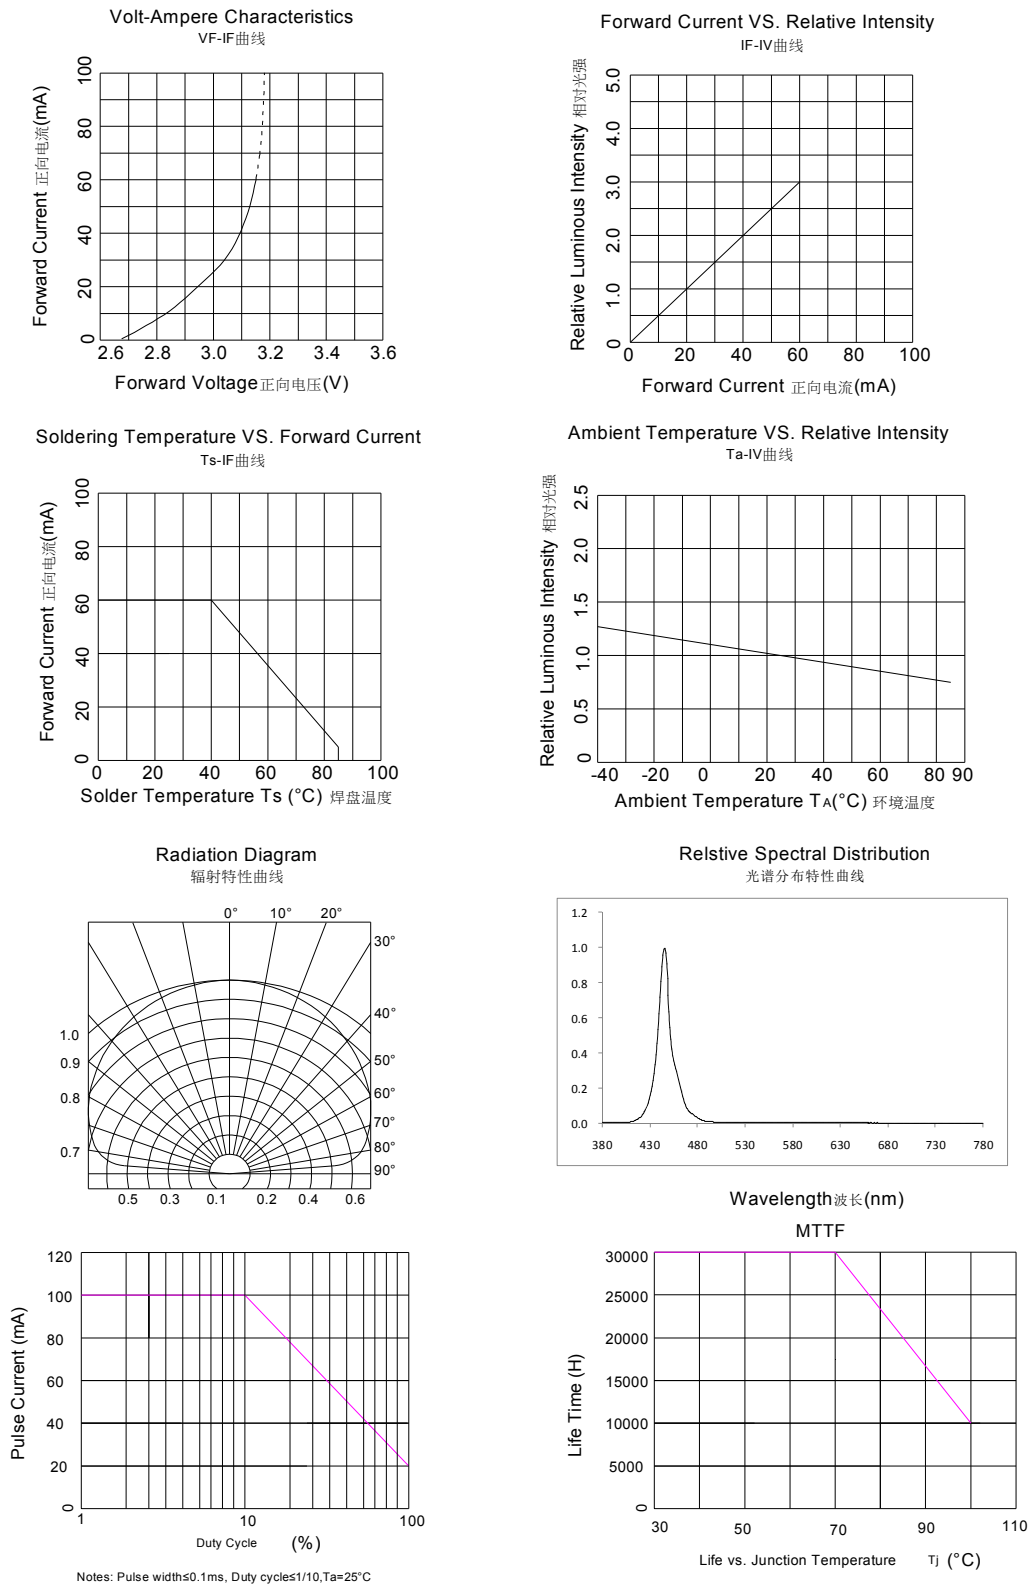 Volt-Ampere Characteristics
VF-IF曲线
Forward Current 正向电流(mA)
100
80
60
40
20
0
2.6 2.8 3.0 3.2 3.4 3.6
Forward Voltage正向电压(V)
Forward Current VS. Relative Intensity
IF-IV曲线
Relative Luminous Intensity 相对光强
5.0
4.0
3.0
2.0
1.0
0
0 20 40 60 80 100
Forward Current 正向电流(mA)
Soldering Temperature VS. Forward Current
Ts-IF曲线
Forward Current 正向电流(mA)
100
80
60
40
20
0
0 20 40 60 80 100
Solder Temperature Ts (°C) 焊盘温度
Ambient Temperature VS. Relative Intensity
Ta-IV曲线
Relative Luminous Intensity 相对光强
2.5
2.0
1.5
1.0
0.5
0
-40 -20 0 20 40 60 80 90
Ambient Temperature TA(°C) 环境温度
Radiation Diagram
辐射特性曲线
0° 10° 20°
30°
40°
50°
60°
70°
80°
90°
1.0
0.9
0.8
0.7
0.5 0.3 0.1 0.2 0.4 0.6
Relstive Spectral Distribution
光谱分布特性曲线
1.2
1.0
0.8
0.6
0.4
0.2
0.0
380 430 480 530 580 630 680 730 780
Wavelength波长(nm)
Pulse Current (mA)
120
100
80
60
40
20
0
1 10 100
Duty Cycle (%)
Notes: Pulse width≤0.1ms, Duty cycle≤1/10,Ta=25°C
MTTF
Life Time (H)
30000
25000
20000
15000
10000
5000
0
30 50 70 90 110
Life vs. Junction Temperature Tj (°C)